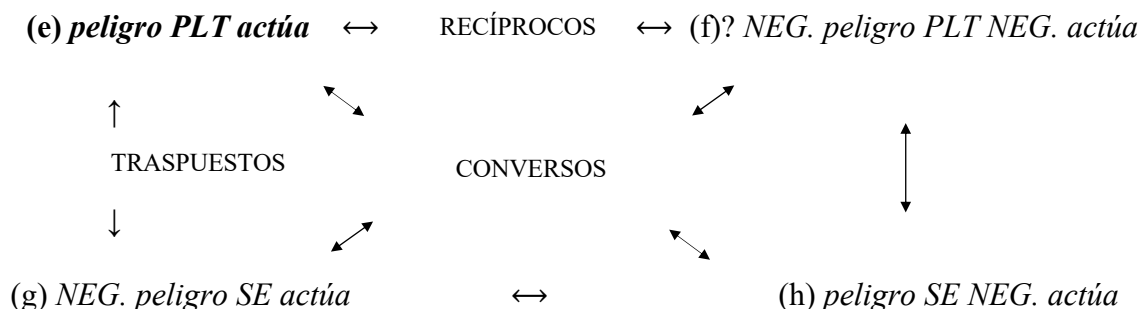 (e) peligro PLT actúa ↔ RECÍPROCOS ↔ (f)? NEG. peligro PLT NEG. actúa
TRASPUESTOS CONVERSOS
(g) NEG. peligro SE actúa ↔ (h) peligro SE NEG. actúa